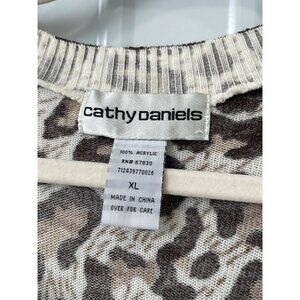 cathy daniels
100% ACRYLIC
RN# 67830
712439770026
XL
MADE IN CHINA
OVER FOR CARE